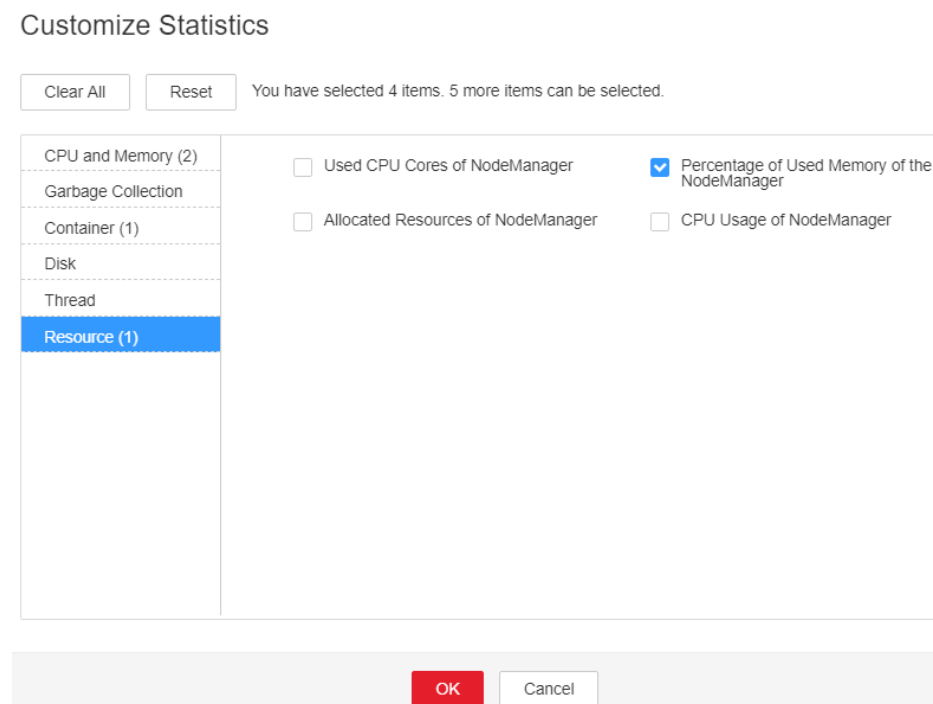 Customize Statistics
Clear All
Reset
You have selected 4 items. 5 more items can be selected.
CPU and Memory (2)
Garbage Collection
Container (1)
Disk
Thread
Resource (1)
Used CPU Cores of NodeManager
Percentage of Used Memory of the
NodeManager
Allocated Resources of NodeManager
CPU Usage of NodeManager
OK
Cancel